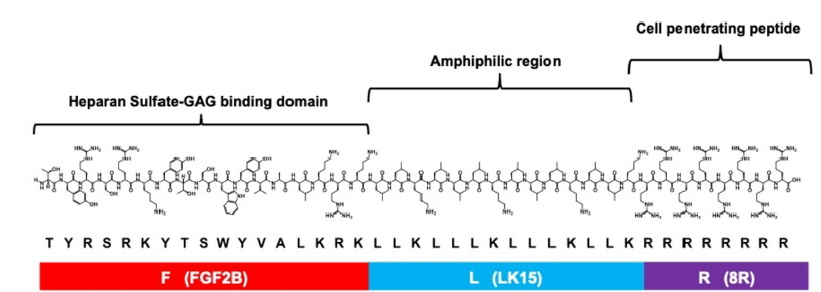 Cell penetrating peptide
Amphiphilic region
Heparan Sulfate-GAG binding domain
T Y R S R K Y T S W Y V A L K R K L L K L L L K L L L K L L K R R R R R R R R
F (FGF2B) L (LK15) R (8R)